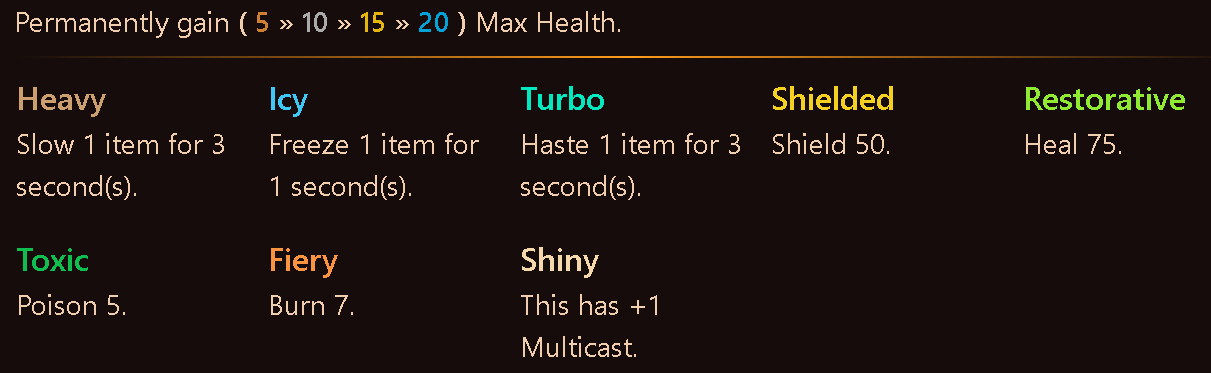 Permanently gain ( 5 » 10 » 15 » 20 ) Max Health.
Heavy
Slow 1 item for 3
second(s).
Icy
Freeze 1 item for
1 second(s).
Turbo
Haste 1 item for 3
second(s).
Shielded
Shield 50.
Restorative
Heal 75.
Toxic
Poison 5.
Fiery
Burn 7.
Shiny
This has +1
Multicast.